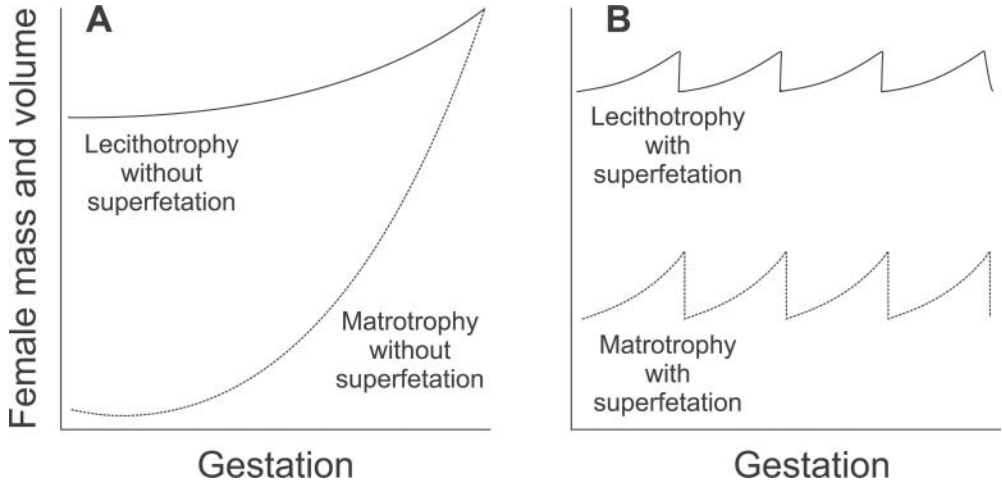 A
Female mass and volume
Lecithotrophy
without
superfetation
Matrotrophy
without
superfetation
Gestation
B
Lecithotrophy
with
superfetation
Matrotrophy
with
superfetation
Gestation